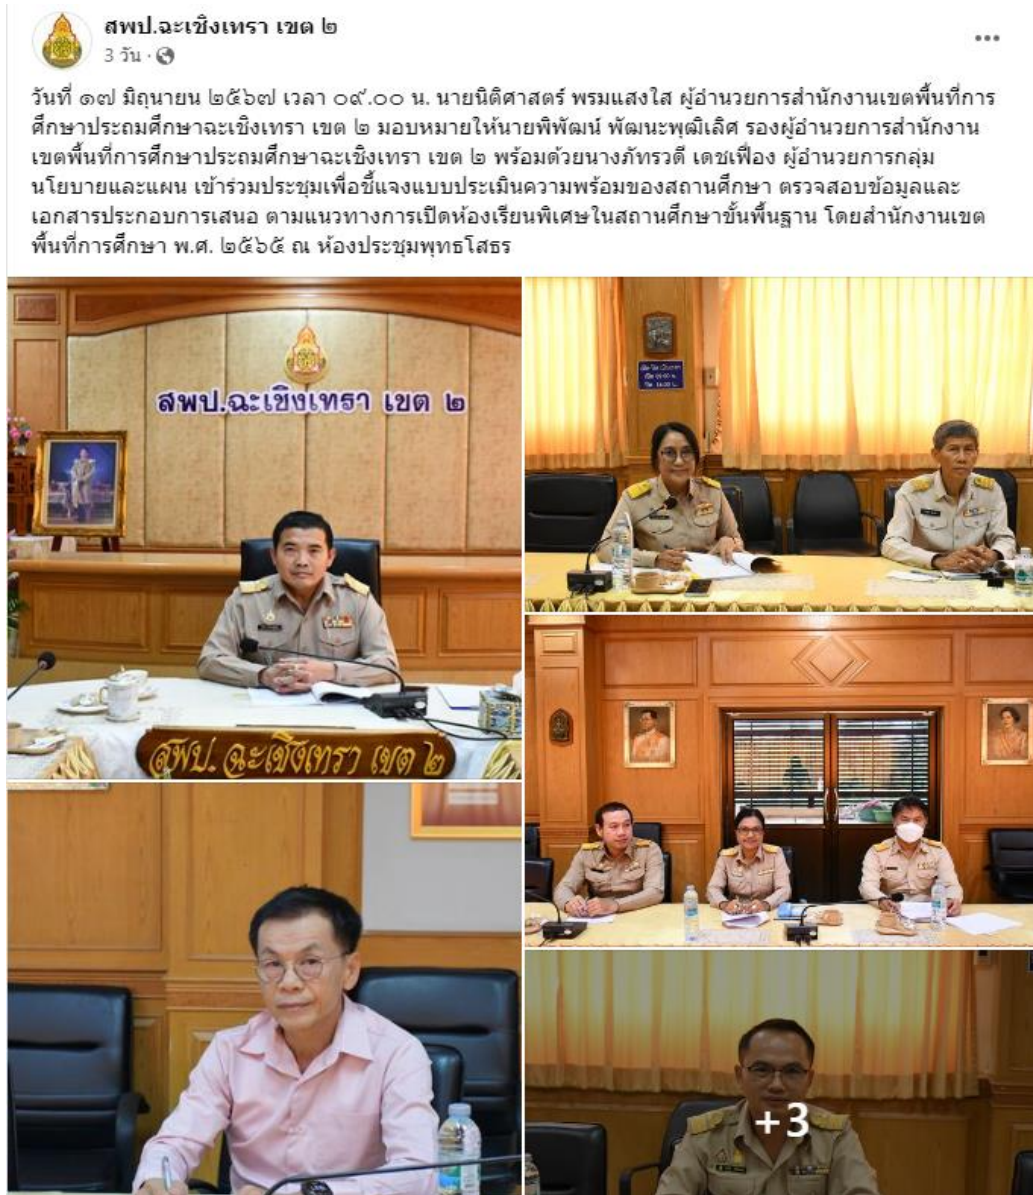 สพป.ฉะเชิงเทรา เขต ๒
3 วัน ·
วันที่ ๑๗ มิถุนายน ๒๕๖๗ เวลา ๐๙.๐๐ น. นายนิติศาสตร์ พรมแสงใส ผู้อำนวยการสำนักงานเขตพื้นที่การ
ศึกษาประถมศึกษาฉะเชิงเทรา เขต ๒ มอบหมายให้นายพิพัฒน์ พัฒนะพุฒิเลิศ รองผู้อำนวยการสำนักงาน
เขตพื้นที่การศึกษาประถมศึกษาฉะเชิงเทรา เขต ๒ พร้อมด้วยนางภัทรวดี เดชเฟื่อง ผู้อำนวยการกลุ่ม
นโยบายและแผน เข้าร่วมประชุมเพื่อชี้แจงแบบประเมินความพร้อมของสถานศึกษา ตรวจสอบข้อมูลและ
เอกสารประกอบการเสนอ ตามแนวทางการเปิดห้องเรียนพิเศษในสถานศึกษาขั้นพื้นฐาน โดยสำนักงานเขต
พื้นที่การศึกษา พ.ศ. ๒๕๖๕ ณ ห้องประชุมพุทธโสธร
สพป.ฉะเชิงเทรา เขต ๒
สพป. ฉะเชิงเทรา เขต ๒
+3